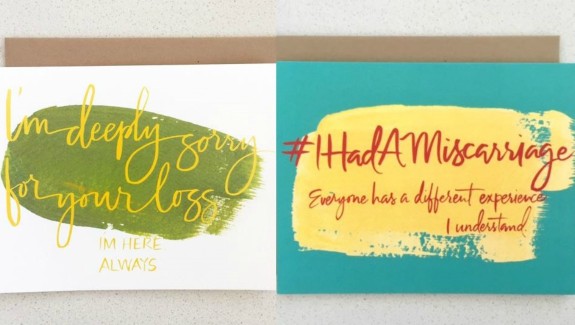 I'm deeply sorry
for your loss
IM HERE
ALWAYS
#IHadAMiscarriage
Everyone has a different experience
I understand.